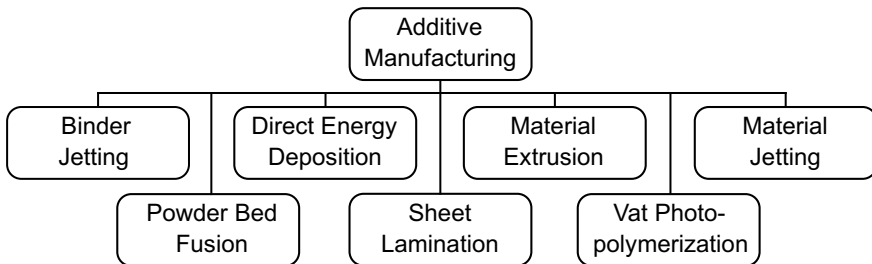 Additive
Manufacturing
Binder
Jetting
Direct Energy
Deposition
Material
Extrusion
Material
Jetting
Powder Bed
Fusion
Sheet
Lamination
Vat Photo-
polymerization